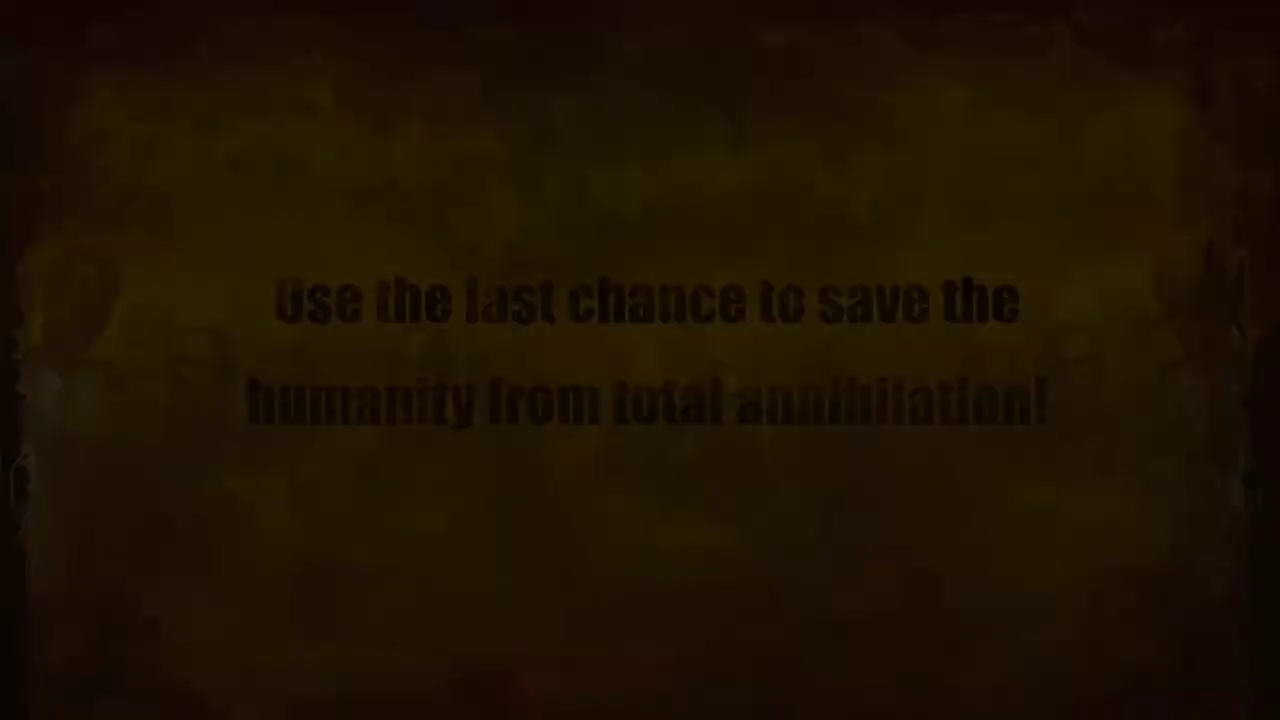 Use the last chance to save the
humanity from total annihilation!